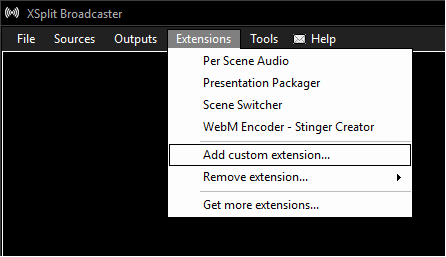 XSplit Broadcaster
File Sources Outputs Extensions Tools Help
Per Scene Audio
Presentation Packager
Scene Switcher
WebM Encoder - Stinger Creator
Add custom extension...
Remove extension...
Get more extensions...